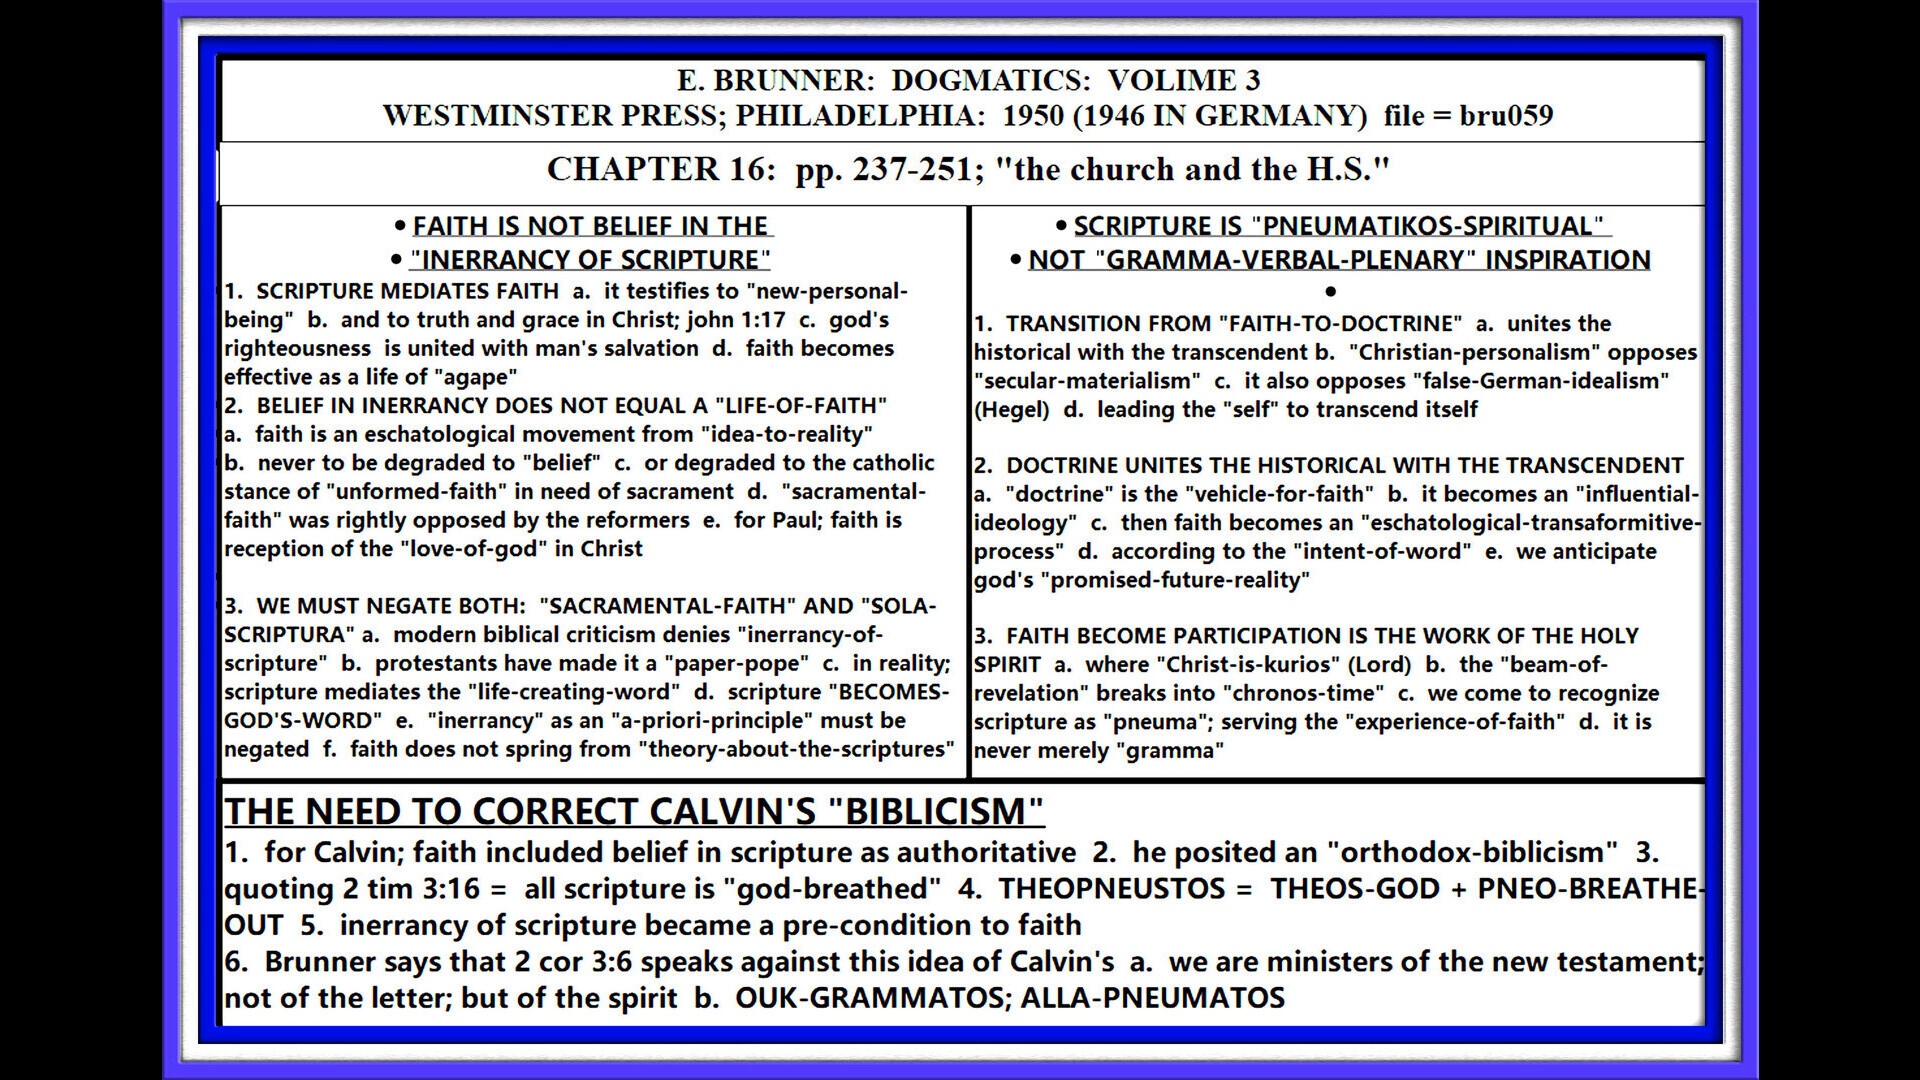 E. BRUNNER:  DOGMATICS:  VOLIME 3
WESTMINSTER PRESS; PHILADELPHIA:  1950 (1946 IN GERMANY)  file = bru059
CHAPTER 16:  pp. 237-251; "the church and the H.S."
• FAITH IS NOT BELIEF IN THE
• "INERRANCY OF SCRIPTURE"
1.  SCRIPTURE MEDIATES FAITH  a.  it testifies to "new-personal-
being"  b.  and to truth and grace in Christ; john 1:17  c.  god's
righteousness  is united with man's salvation  d.  faith becomes
effective as a life of "agape"
2.  BELIEF IN INERRANCY DOES NOT EQUAL A "LIFE-OF-FAITH"
a.  faith is an eschatological movement from "idea-to-reality"
b.  never to be degraded to "belief"  c.  or degraded to the catholic
stance of "unformed-faith" in need of sacrament  d.  "sacramental-
faith" was rightly opposed by the reformers  e.  for Paul; faith is
reception of the "love-of-god" in Christ
3.  WE MUST NEGATE BOTH:  "SACRAMENTAL-FAITH" AND "SOLA-
SCRIPTURA" a.  modern biblical criticism denies "inerrancy-of-
scripture"  b.  protestants have made it a "paper-pope"  c.  in reality;
scripture mediates the "life-creating-word"  d.  scripture "BECOMES-
GOD'S-WORD"  e.  "inerrancy" as an "a-priori-principle" must be
negated  f.  faith does not spring from "theory-about-the-scriptures"
• SCRIPTURE IS "PNEUMATIKOS-SPIRITUAL"
• NOT "GRAMMA-VERBAL-PLENARY" INSPIRATION
•
1.  TRANSITION FROM "FAITH-TO-DOCTRINE"  a.  unites the
historical with the transcendent b.  "Christian-personalism" opposes
"secular-materialism"  c.  it also opposes "false-German-idealism"
(Hegel)  d.  leading the "self" to transcend itself
2.  DOCTRINE UNITES THE HISTORICAL WITH THE TRANSCENDENT
a.  "doctrine" is the "vehicle-for-faith"  b.  it becomes an "influential-
ideology"  c.  then faith becomes an "eschatological-transaformitive-
process"  d.  according to the "intent-of-word"  e.  we anticipate
god's "promised-future-reality"
3.  FAITH BECOME PARTICIPATION IS THE WORK OF THE HOLY
SPIRIT  a.  where "Christ-is-kurios" (Lord)  b.  the "beam-of-
revelation" breaks into "chronos-time"  c.  we come to recognize
scripture as "pneuma"; serving the "experience-of-faith"  d.  it is
never merely "gramma"
THE NEED TO CORRECT CALVIN'S "BIBLICISM"
1.  for Calvin; faith included belief in scripture as authoritative  2.  he posited an "orthodox-biblicism"  3.
quoting 2 tim 3:16 =  all scripture is "god-breathed"  4.  THEOPNEUSTOS =  THEOS-GOD + PNEO-BREATHE-
OUT  5.  inerrancy of scripture became a pre-condition to faith
6.  Brunner says that 2 cor 3:6 speaks against this idea of Calvin's  a.  we are ministers of the new testament;
not of the letter; but of the spirit  b.  OUK-GRAMMATOS; ALLA-PNEUMATOS